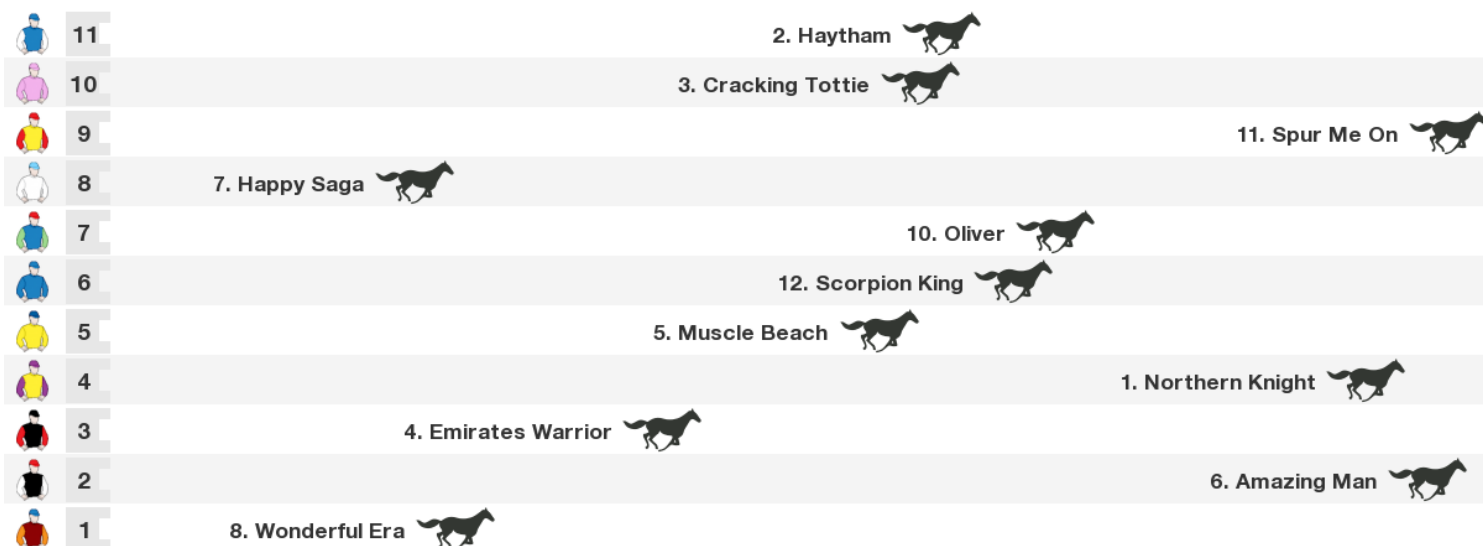 11 2. Haytham
10 3. Cracking Tottie
9 11. Spur Me On
8 7. Happy Saga
7 10. Oliver
6 12. Scorpion King
5 5. Muscle Beach
4 1. Northern Knight
3 4. Emirates Warrior
2 6. Amazing Man
1 8. Wonderful Era